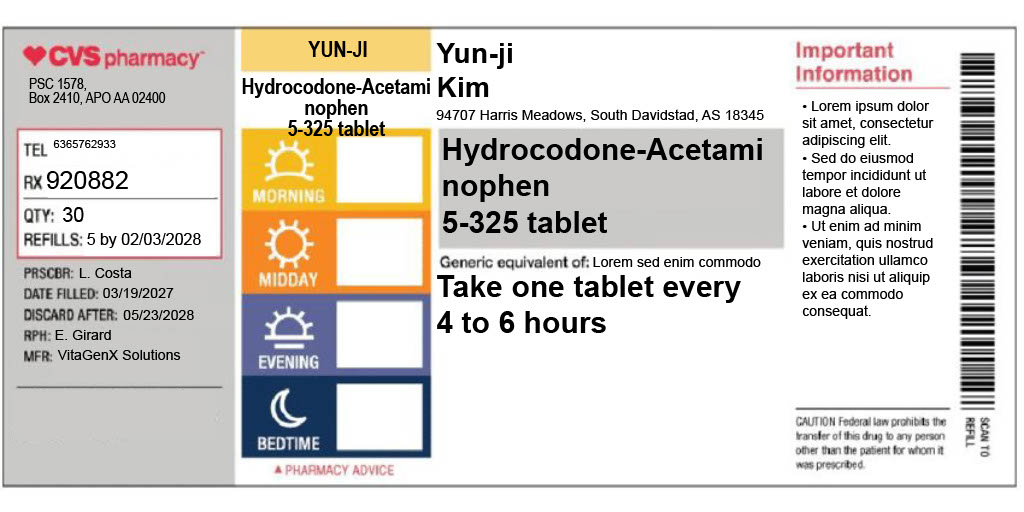 CVS pharmacy
PSC 1578,
Box 2410, APO AA 02400
TEL 6365762933
RX 920882
QTY: 30
REFILLS: 5 by 02/03/2028
PRSCBR: L. Costa
DATE FILLED: 03/19/2027
DISCARD AFTER: 05/23/2028
RPH: E. Girard
MFR: VitaGenX Solutions
YUN-JI
Hydrocodone-Acetami
nophen
5-325 tablet
MORNING
MIDDAY
EVENING
BEDTIME
▲ PHARMACY ADVICE
Yun-ji
Kim
94707 Harris Meadows, South Davidstad, AS 18345
Hydrocodone-Acetami
nophen
5-325 tablet
Generic equivalent of: Lorem sed enim commodo
Take one tablet every
4 to 6 hours
Important
Information
• Lorem ipsum dolor
sit amet, consectetur
adipiscing elit.
• Sed do eiusmod
tempor incididunt ut
labore et dolore
magna aliqua.
• Ut enim ad minim
veniam, quis nostrud
exercitation ullamco
laboris nisi ut aliquip
ex ea commodo
consequat.
CAUTION Federal law prohibits the
transfer of this drug to any person
other than the patient for whom it
was prescribed.
SCAN TO
REFILL